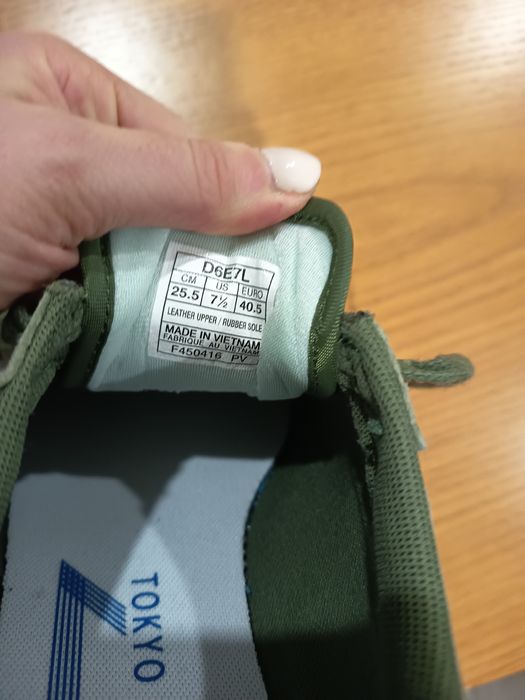 D6E7L
CM US EURO
25.5 7½ 40.5
LEATHER UPPER / RUBBER SOLE
MADE IN VIETNAM
FABRIQUE AU VIETNAM
F450416 PV
TOKYO